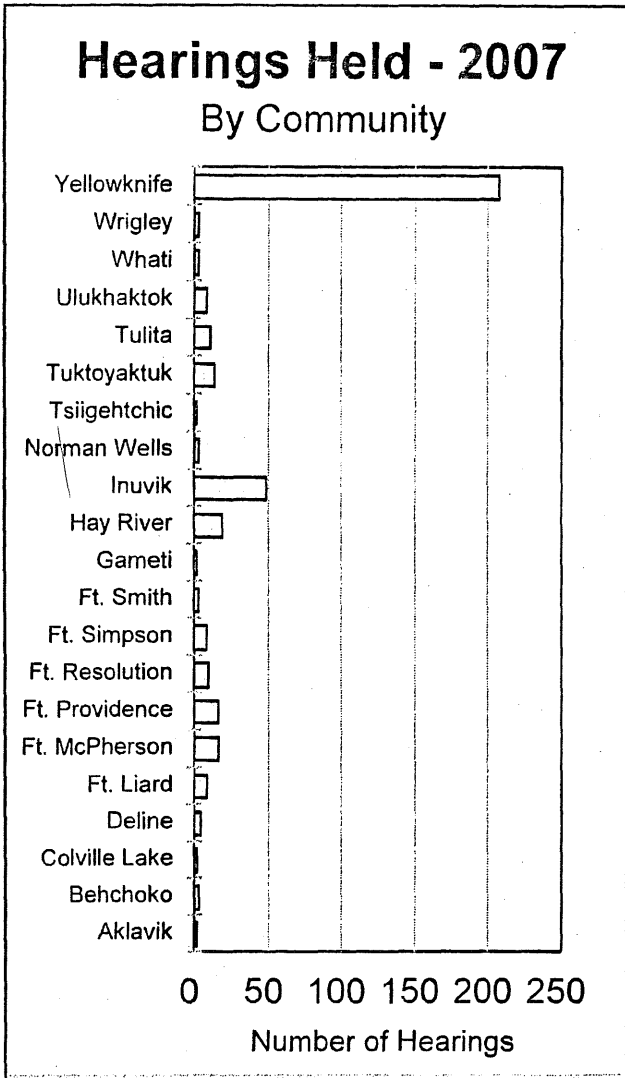 Hearings Held - 2007
By Community
Yellowknife
Wrigley
Whati
Ulukhaktok
Tulita
Tuktoyaktuk
Tsiigehtchic
Norman Wells
Inuvik
Hay River
Gameti
Ft. Smith
Ft. Simpson
Ft. Resolution
Ft. Providence
Ft. McPherson
Ft. Liard
Deline
Colville Lake
Behchoko
Aklavik
0 50 100 150 200 250
Number of Hearings